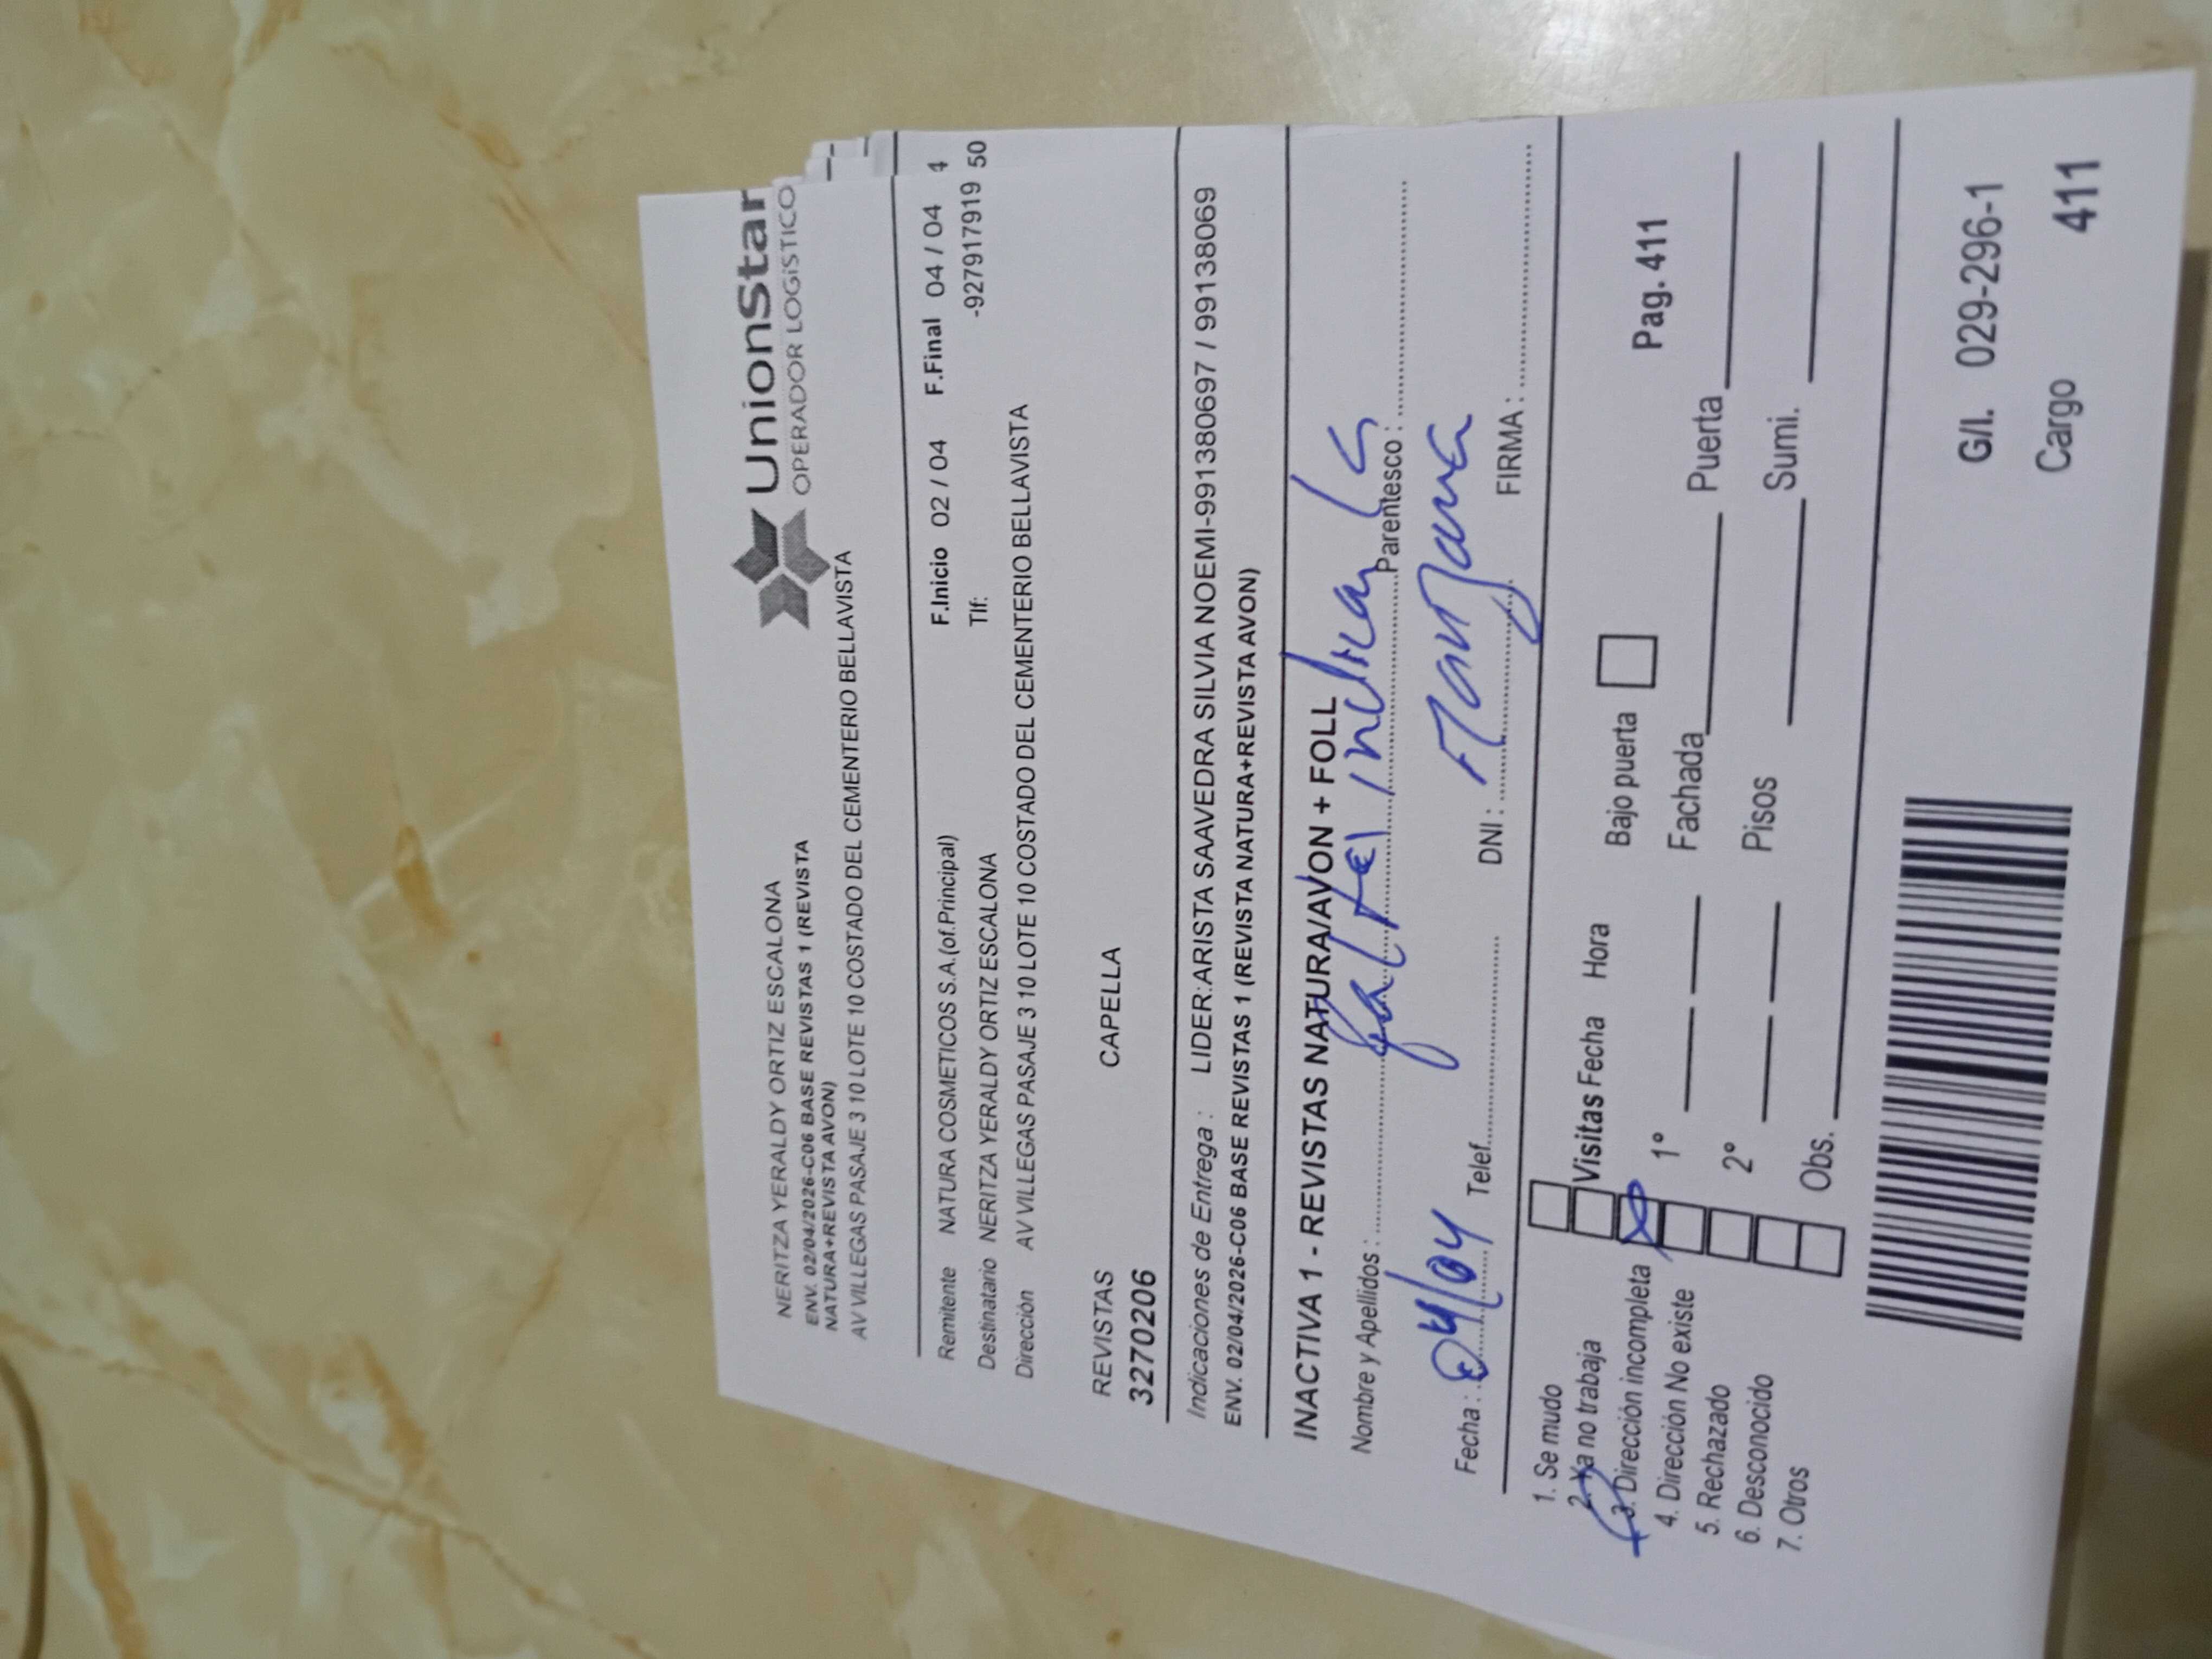 NERITZA YERALDY ORTIZ ESCALONA
ENV. 02/04/2026-C06 BASE REVISTAS 1 (REVISTA
NATURA+REVISTA AVON)
AV VILLEGAS PASAJE 3 10 LOTE 10 COSTADO DEL CEMENTERIO BELLAVISTA
UnionStar
OPERADOR LOGíSTICO
Remitente NATURA COSMETICOS S.A.(of.Principal) F.Inicio 02 / 04 F.Final 04 / 04 4
Destinatario NERITZA YERALDY ORTIZ ESCALONA Tlf: -927917919 50
Dirección AV VILLEGAS PASAJE 3 10 LOTE 10 COSTADO DEL CEMENTERIO BELLAVISTA
REVISTAS CAPELLA
3270206
Indicaciones de Entrega : LIDER:ARISTA SAAVEDRA SILVIA NOEMI-991380697 / 99138069
ENV. 02/04/2026-C06 BASE REVISTAS 1 (REVISTA NATURA+REVISTA AVON)
INACTIVA 1 - REVISTAS NATURA/AVON + FOLL
Nombre y Apellidos : falta indicar La Parentesco :
Manzana
Fecha : 04/04 Telef. DNI : FIRMA :
1. Se mudo
2. Ya no trabaja Visitas Fecha Hora Bajo puerta Pag. 411
3. Dirección incompleta
4. Dirección No existe 1° Fachada Puerta
5. Rechazado
6. Desconocido 2° Pisos Sumi.
7. Otros Obs.
G/I. 029-296-1
Cargo 411